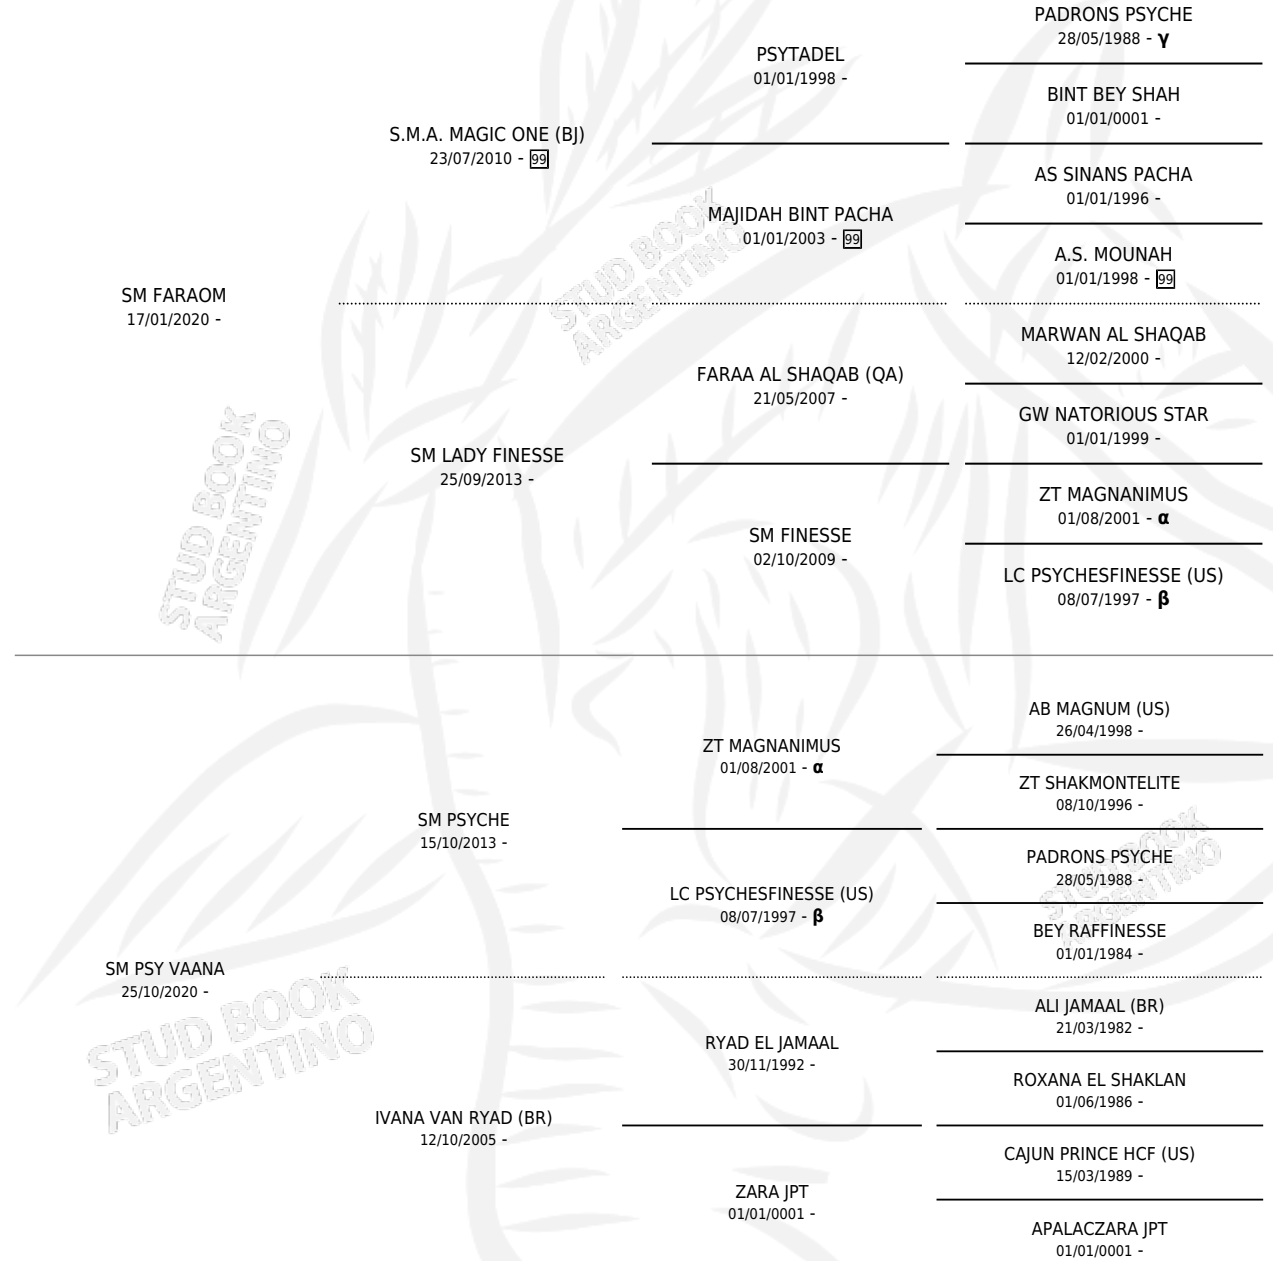 PADRONS PSYCHE
28/05/1988 - γ
PSYTADEL
01/01/1998 -
BINT BEY SHAH
01/01/0001 -
S.M.A. MAGIC ONE (BJ)
23/07/2010 - 99
AS SINANS PACHA
01/01/1996 -
MAJIDAH BINT PACHA
01/01/2003 - 99
A.S. MOUNAH
01/01/1998 - 99
SM FARAOM
17/01/2020 -
MARWAN AL SHAQAB
12/02/2000 -
FARAA AL SHAQAB (QA)
21/05/2007 -
GW NATORIOUS STAR
01/01/1999 -
SM LADY FINESSE
25/09/2013 -
ZT MAGNANIMUS
01/08/2001 - α
SM FINESSE
02/10/2009 -
LC PSYCHESFINESSE (US)
08/07/1997 - β
AB MAGNUM (US)
26/04/1998 -
ZT MAGNANIMUS
01/08/2001 - α
ZT SHAKMONTELITE
08/10/1996 -
SM PSYCHE
15/10/2013 -
PADRONS PSYCHE
28/05/1988 -
LC PSYCHESFINESSE (US)
08/07/1997 - β
BEY RAFFINESSE
01/01/1984 -
SM PSY VAANA
25/10/2020 -
ALI JAMAAL (BR)
21/03/1982 -
RYAD EL JAMAAL
30/11/1992 -
ROXANA EL SHAKLAN
01/06/1986 -
IVANA VAN RYAD (BR)
12/10/2005 -
CAJUN PRINCE HCF (US)
15/03/1989 -
ZARA JPT
01/01/0001 -
APALACZARA JPT
01/01/0001 -
STUD BOOK
ARGENTINO
STUD BOOK
ARGENTINO
STUD BOOK
ARGENTINO
STUD BOOK
ARGENTINO